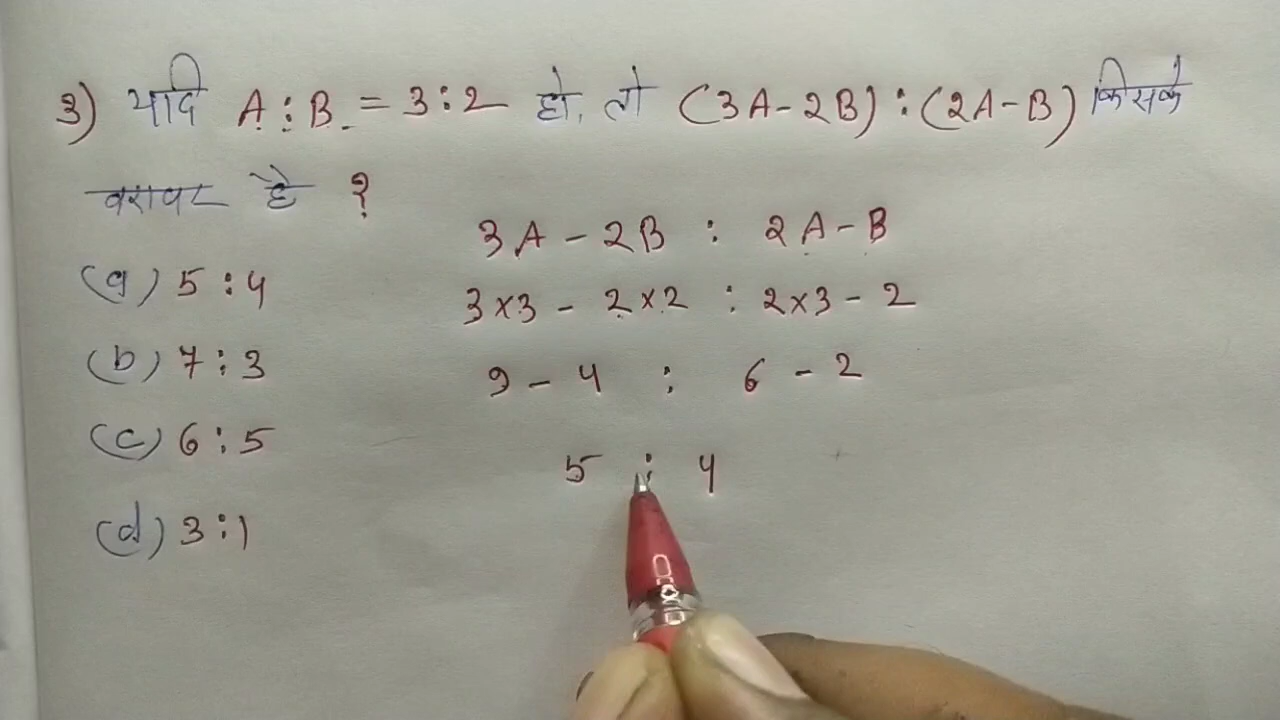 3) यदि A:B = 3:2 हो, तो (3A-2B):(2A-B) किसके
बराबर है ?
(a) 5:4
(b) 7:3
(c) 6:5
(d) 3:1
3A - 2B : 2A - B
3×3 - 2×2 : 2×3 - 2
9 - 4 : 6 - 2
5 : 4